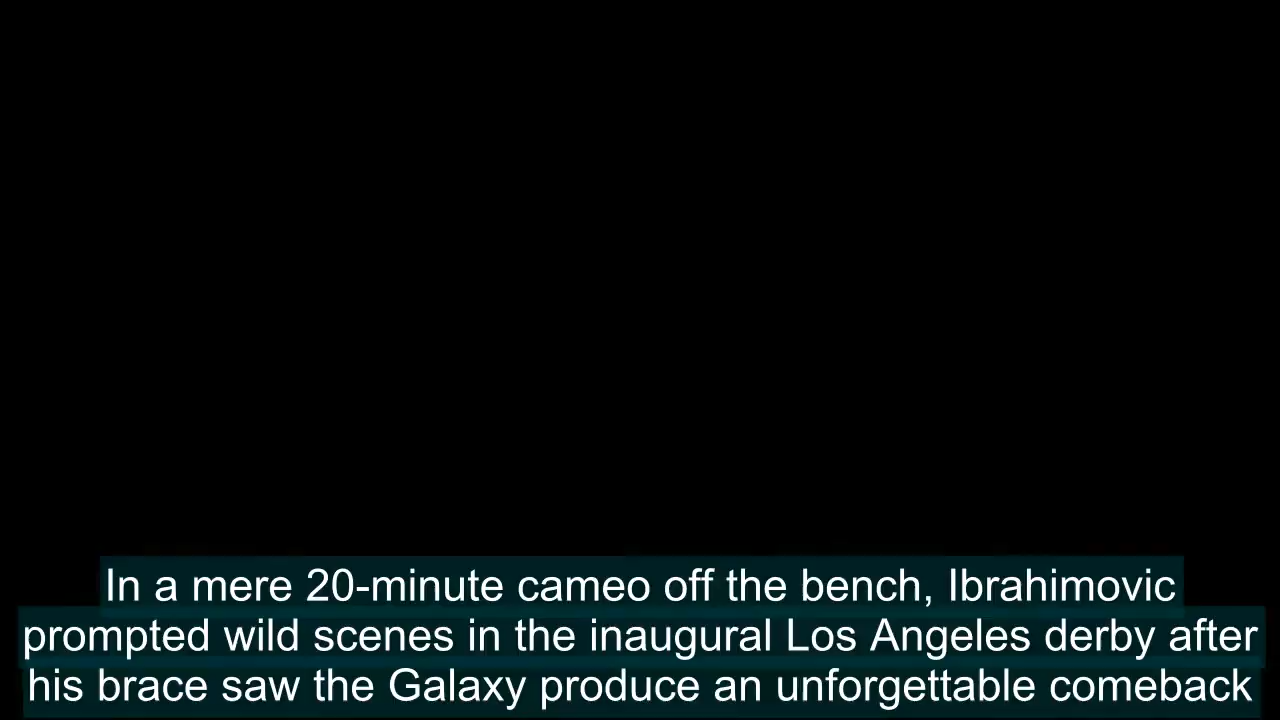 In a mere 20-minute cameo off the bench, Ibrahimovic
prompted wild scenes in the inaugural Los Angeles derby after
his brace saw the Galaxy produce an unforgettable comeback